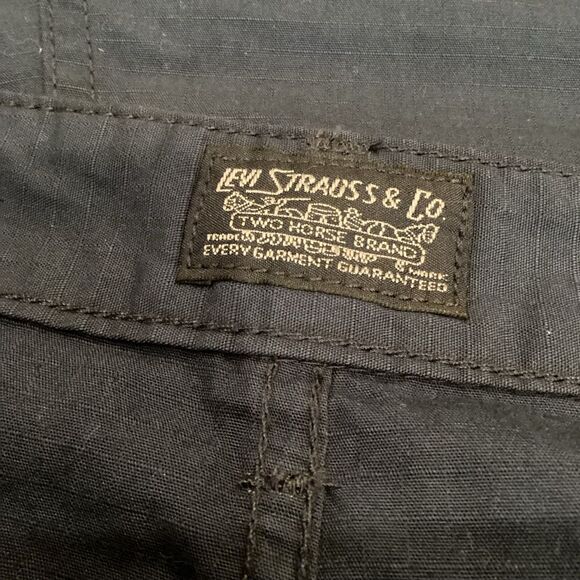 LEVI STRAUSS & CO.
TWO HORSE BRAND
TRADE MARK
EVERY GARMENT GUARANTEED